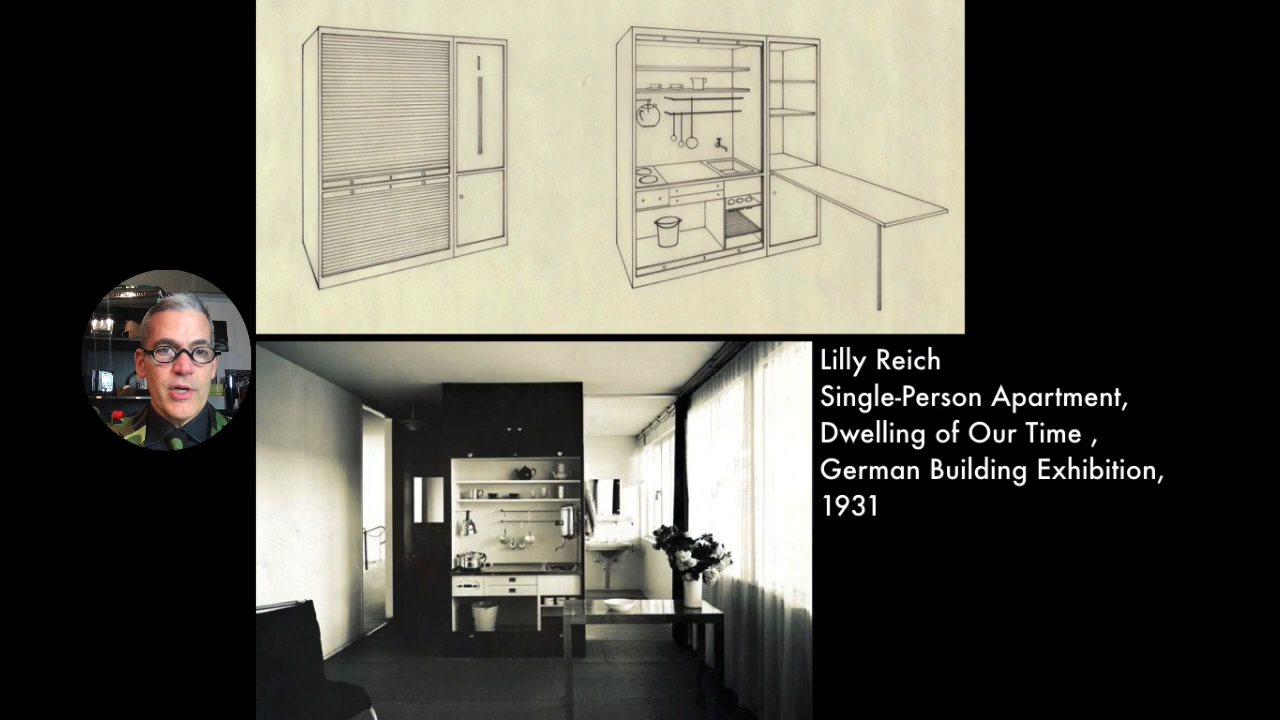 Lilly Reich
Single-Person Apartment,
Dwelling of Our Time ,
German Building Exhibition,
1931